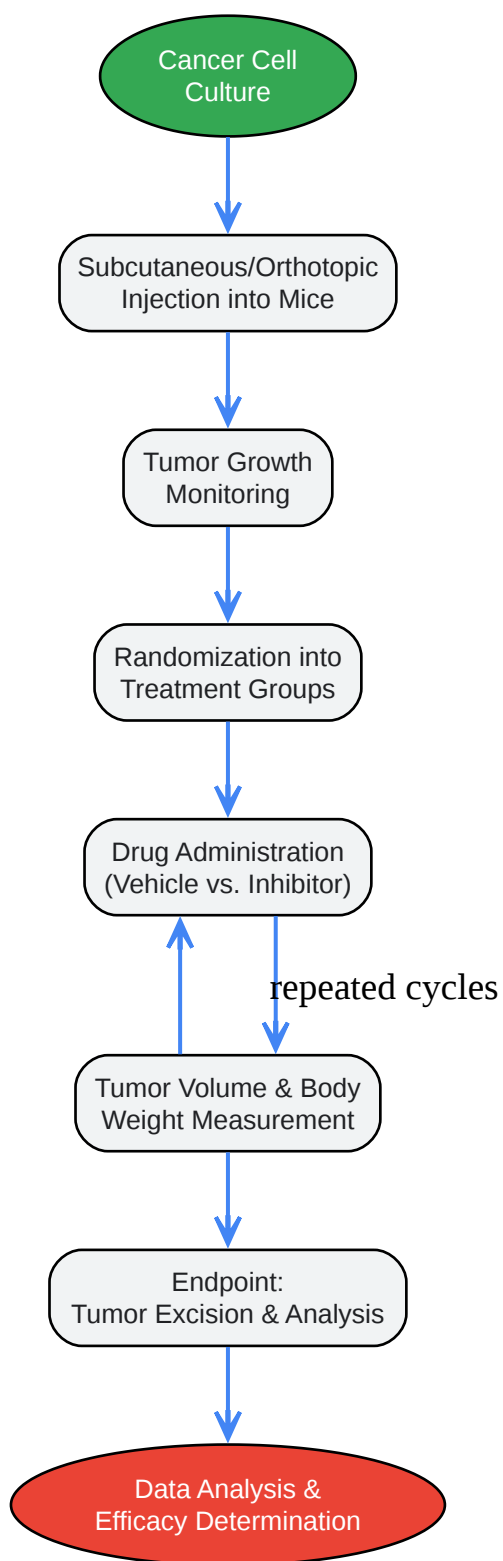 Cancer Cell
Culture
Subcutaneous/Orthotopic
Injection into Mice
Tumor Growth
Monitoring
Randomization into
Treatment Groups
Drug Administration
(Vehicle vs. Inhibitor)
repeated cycles
Tumor Volume & Body
Weight Measurement
Endpoint:
Tumor Excision & Analysis
Data Analysis &
Efficacy Determination